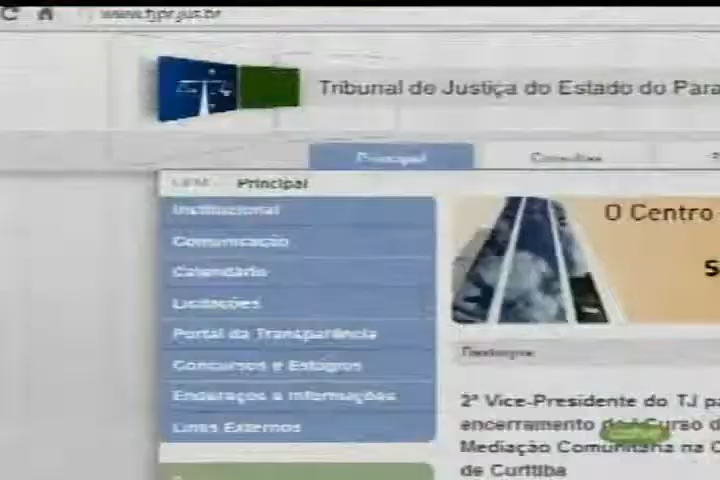 www.tjpr.jus.br
Tribunal de Justiça do Estado do Para
Principal
Consultas
Principal
Institucional
Comunicação
Calendário
Licitações
Portal da Transparência
Concursos e Estágios
Endereços e Informações
Links Externos
O Centro
Destaque
2º Vice-Presidente do TJ pa
encerramento do Curso d
Mediação Comunitária na C
de Curitiba